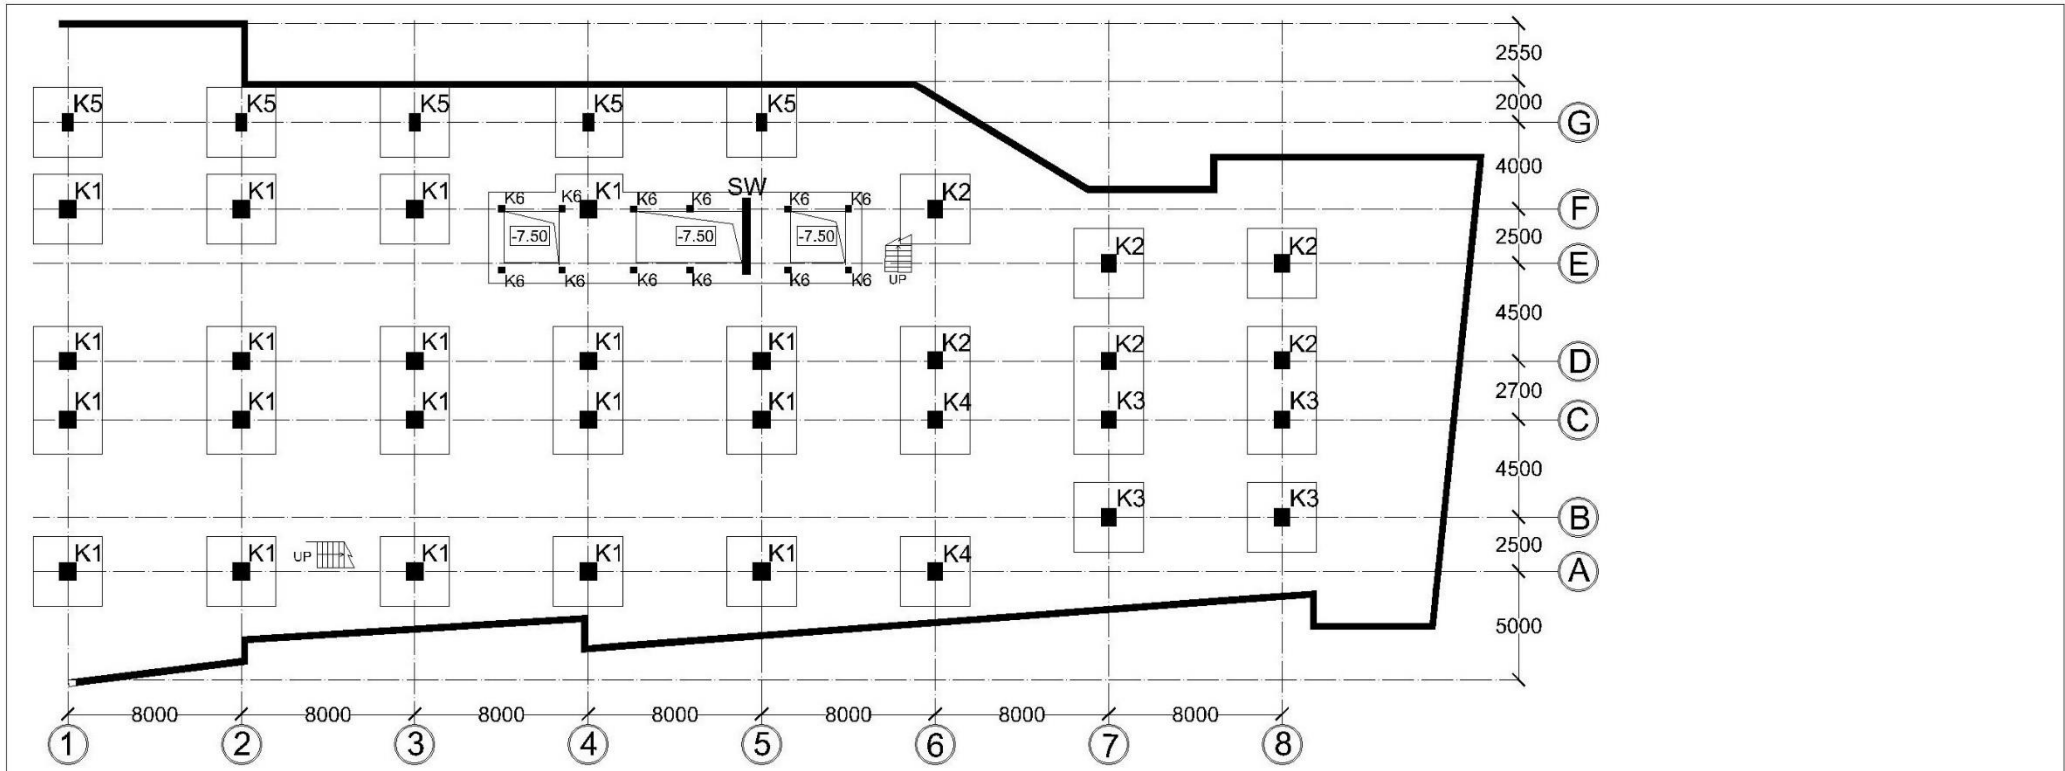 2550
2000
K5 K5 K5 K5 K5
G
4000
K1 K1 K1 K6 K6 K1 K6 K6 SW K6 K6 K2
F
-7.50 -7.50 -7.50
2500
K2 K2
E
K6 K6 K6 K6 K6 K6 UP
4500
K1 K1 K1 K1 K1 K2 K2 K2
D
2700
K1 K1 K1 K1 K1 K4 K3 K3
C
4500
K3 K3
B
2500
K1 K1 UP K1 K1 K1 K4
A
5000
8000 8000 8000 8000 8000 8000 8000
1 2 3 4 5 6 7 8